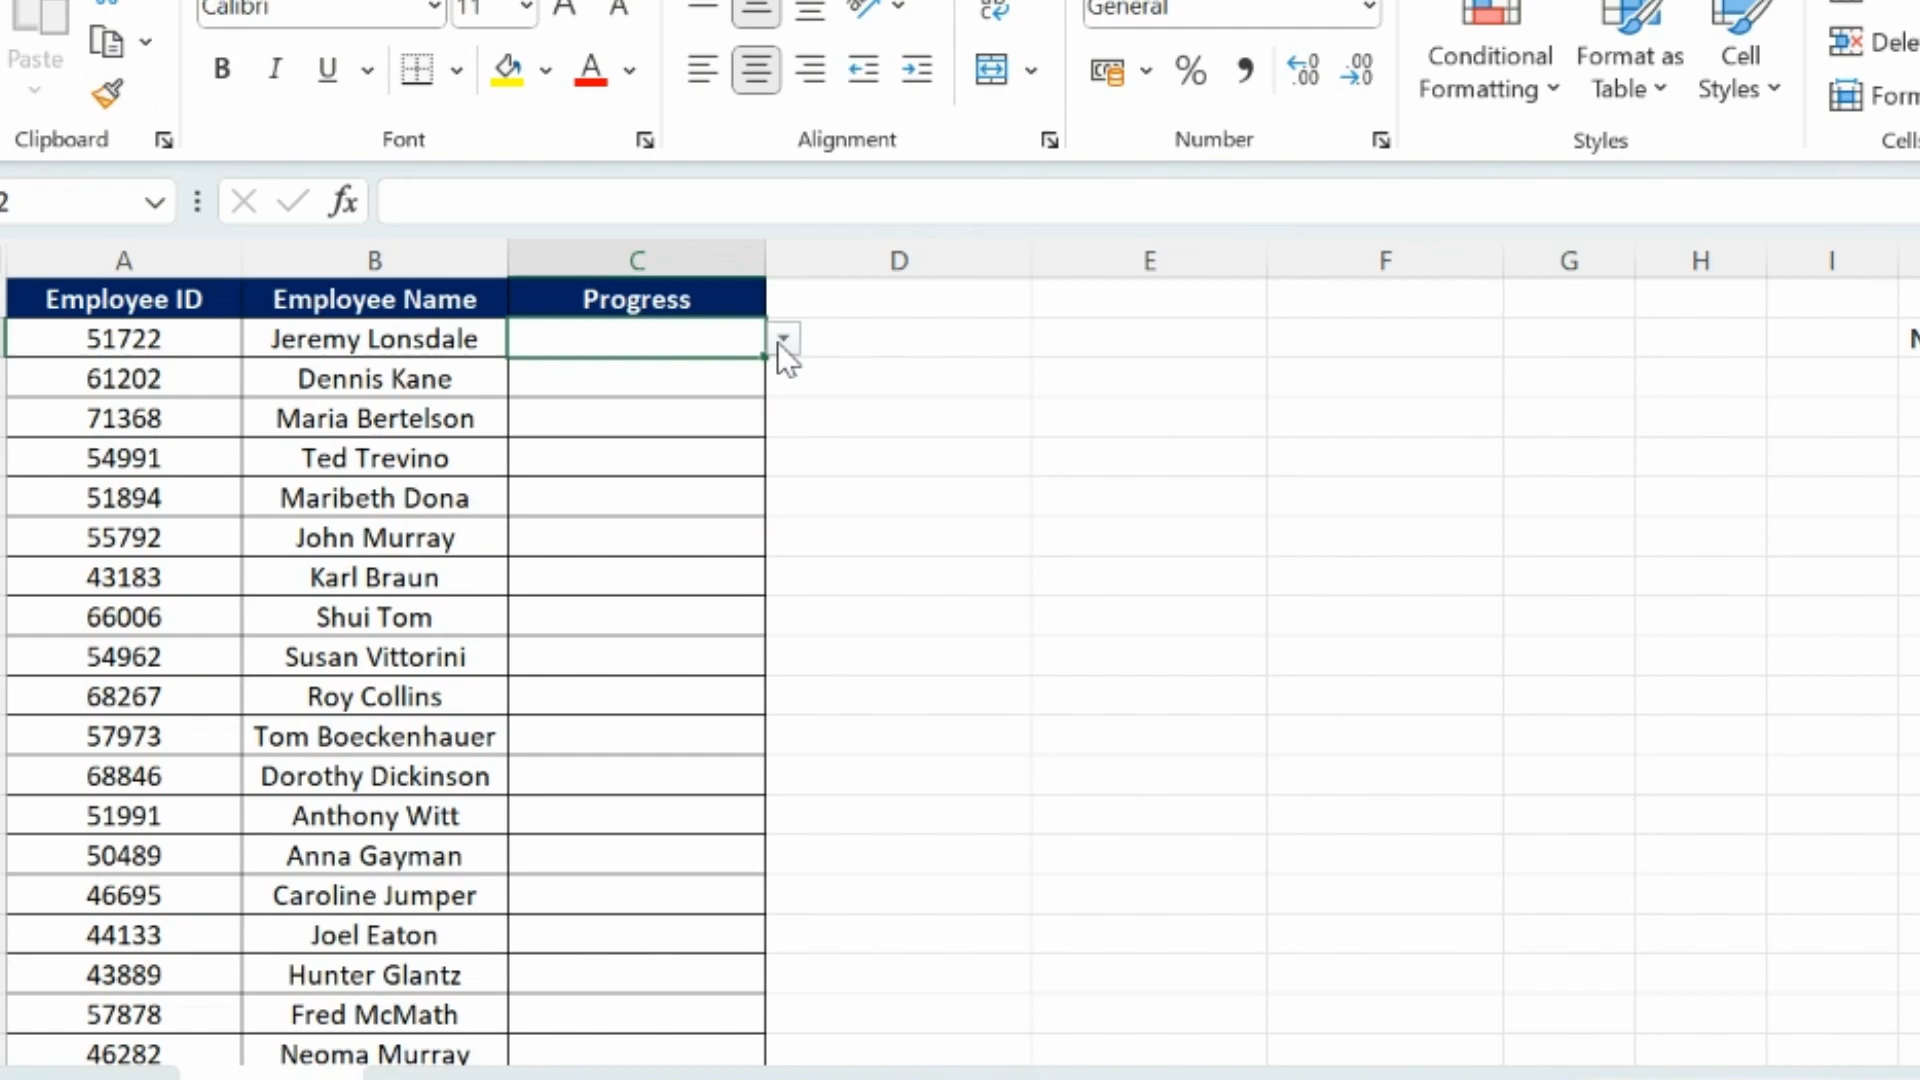 Calibri 11 General
Paste B I U A % 9 .00 .00 Conditional Formatting Format as Table Cell Styles
Clipboard Font Alignment Number Styles
2 fx
A B C D E F G H I
Employee ID Employee Name Progress
51722 Jeremy Lonsdale
61202 Dennis Kane
71368 Maria Bertelson
54991 Ted Trevino
51894 Maribeth Dona
55792 John Murray
43183 Karl Braun
66006 Shui Tom
54962 Susan Vittorini
68267 Roy Collins
57973 Tom Boeckenhauer
68846 Dorothy Dickinson
51991 Anthony Witt
50489 Anna Gayman
46695 Caroline Jumper
44133 Joel Eaton
43889 Hunter Glantz
57878 Fred McMath
46282 Neoma Murray